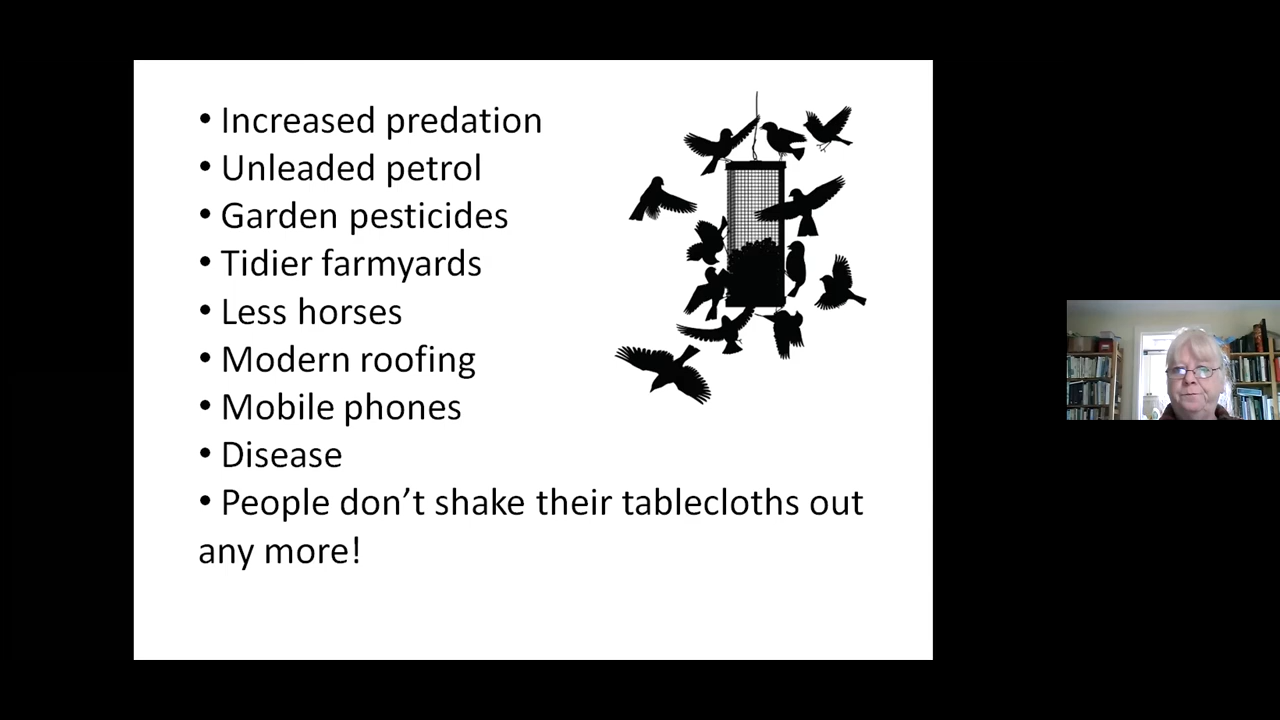 • Increased predation
• Unleaded petrol
• Garden pesticides
• Tidier farmyards
• Less horses
• Modern roofing
• Mobile phones
• Disease
• People don’t shake their tablecloths out
any more!